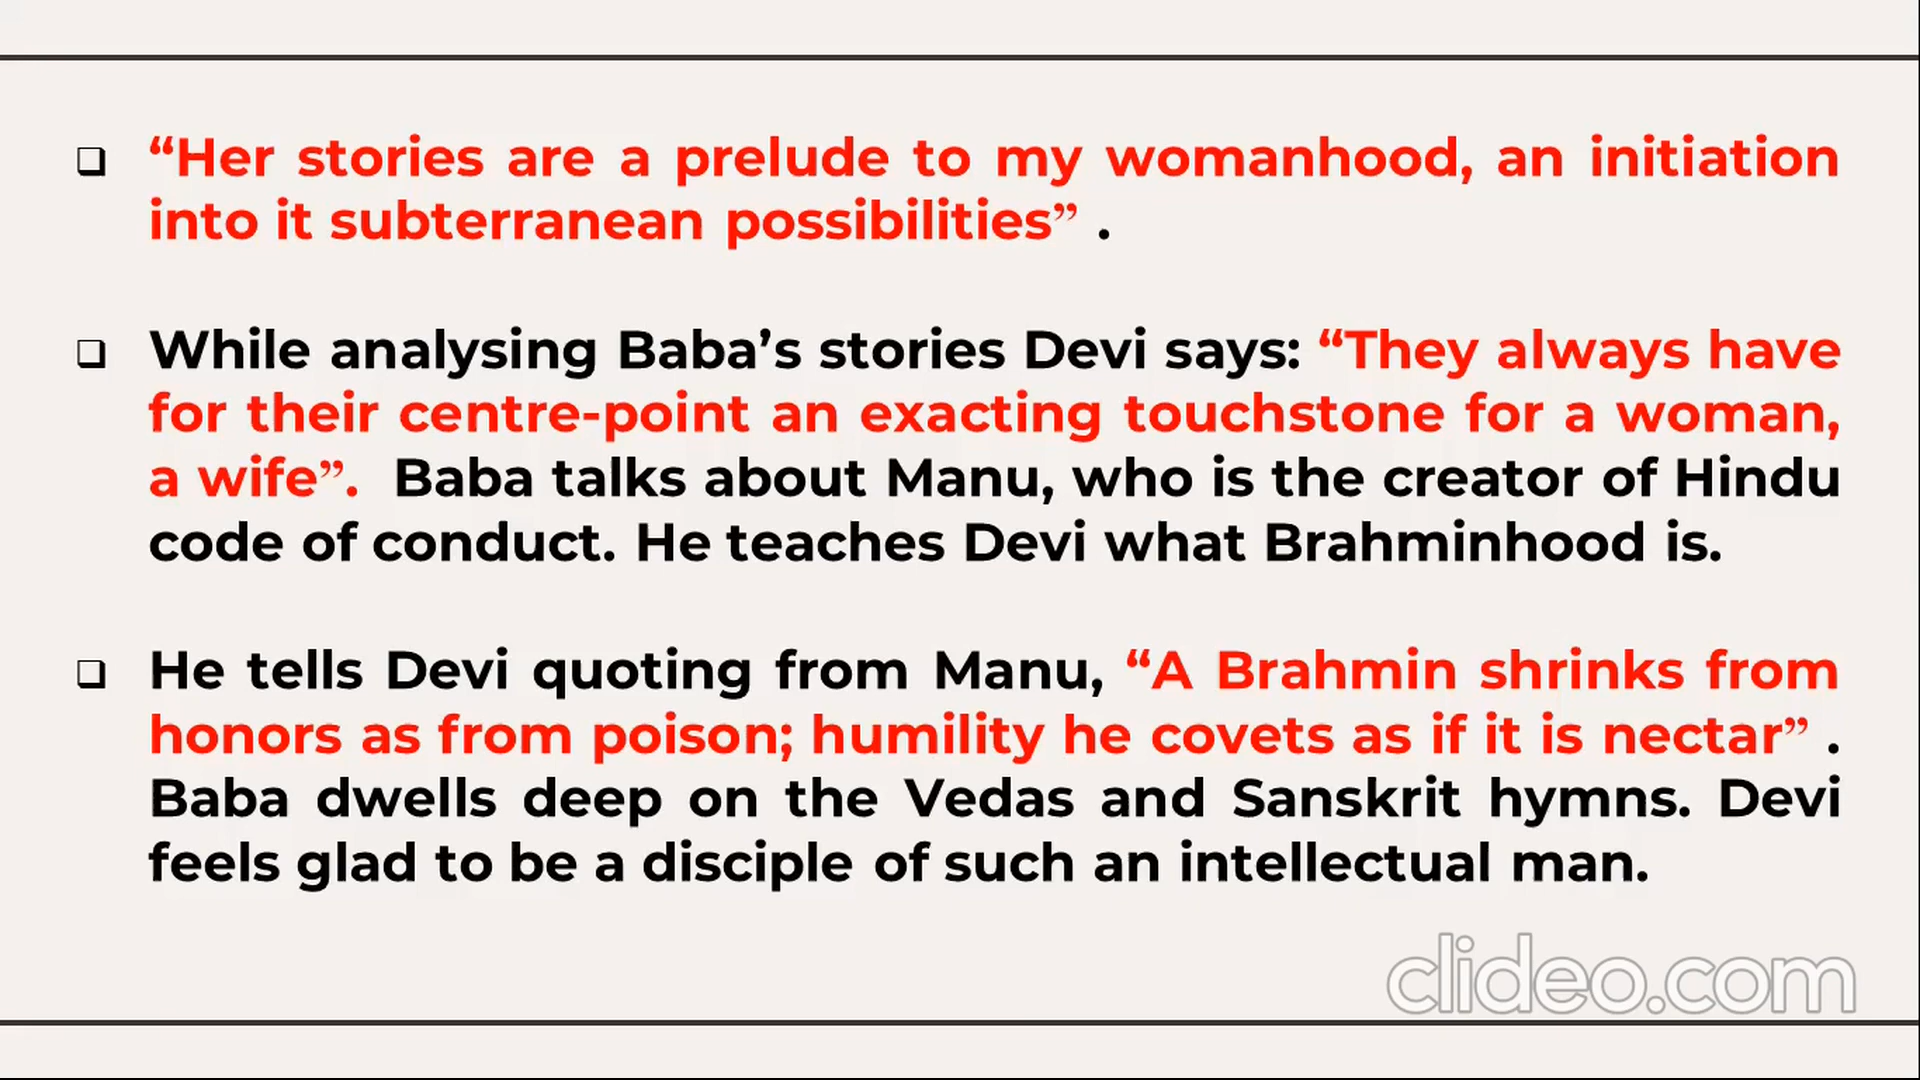 ❑ “Her stories are a prelude to my womanhood, an initiation
into it subterranean possibilities” .
❑ While analysing Baba’s stories Devi says: “They always have
for their centre-point an exacting touchstone for a woman,
a wife”. Baba talks about Manu, who is the creator of Hindu
code of conduct. He teaches Devi what Brahminhood is.
❑ He tells Devi quoting from Manu, “A Brahmin shrinks from
honors as from poison; humility he covets as if it is nectar” .
Baba dwells deep on the Vedas and Sanskrit hymns. Devi
feels glad to be a disciple of such an intellectual man.
clideo.com